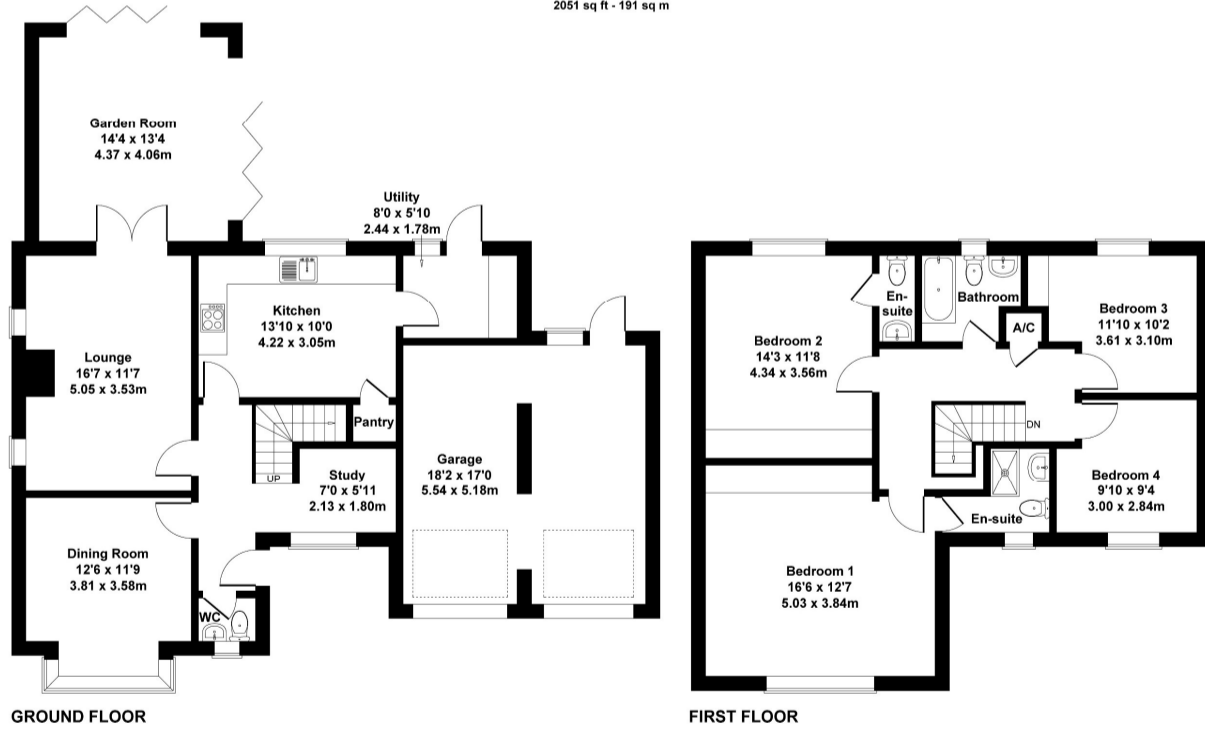 2051 sq ft - 191 sq m
Garden Room
14'4 x 13'4
4.37 x 4.06m
Utility
8'0 x 5'10
2.44 x 1.78m
Kitchen
13'10 x 10'0
4.22 x 3.05m
Lounge
16'7 x 11'7
5.05 x 3.53m
Pantry
UP
Study
7'0 x 5'11
2.13 x 1.80m
Garage
18'2 x 17'0
5.54 x 5.18m
Dining Room
12'6 x 11'9
3.81 x 3.58m
WC
GROUND FLOOR
En-
suite
Bathroom
A/C
Bedroom 2
14'3 x 11'8
4.34 x 3.56m
Bedroom 3
11'10 x 10'2
3.61 x 3.10m
DN
Bedroom 4
9'10 x 9'4
3.00 x 2.84m
En-suite
Bedroom 1
16'6 x 12'7
5.03 x 3.84m
FIRST FLOOR